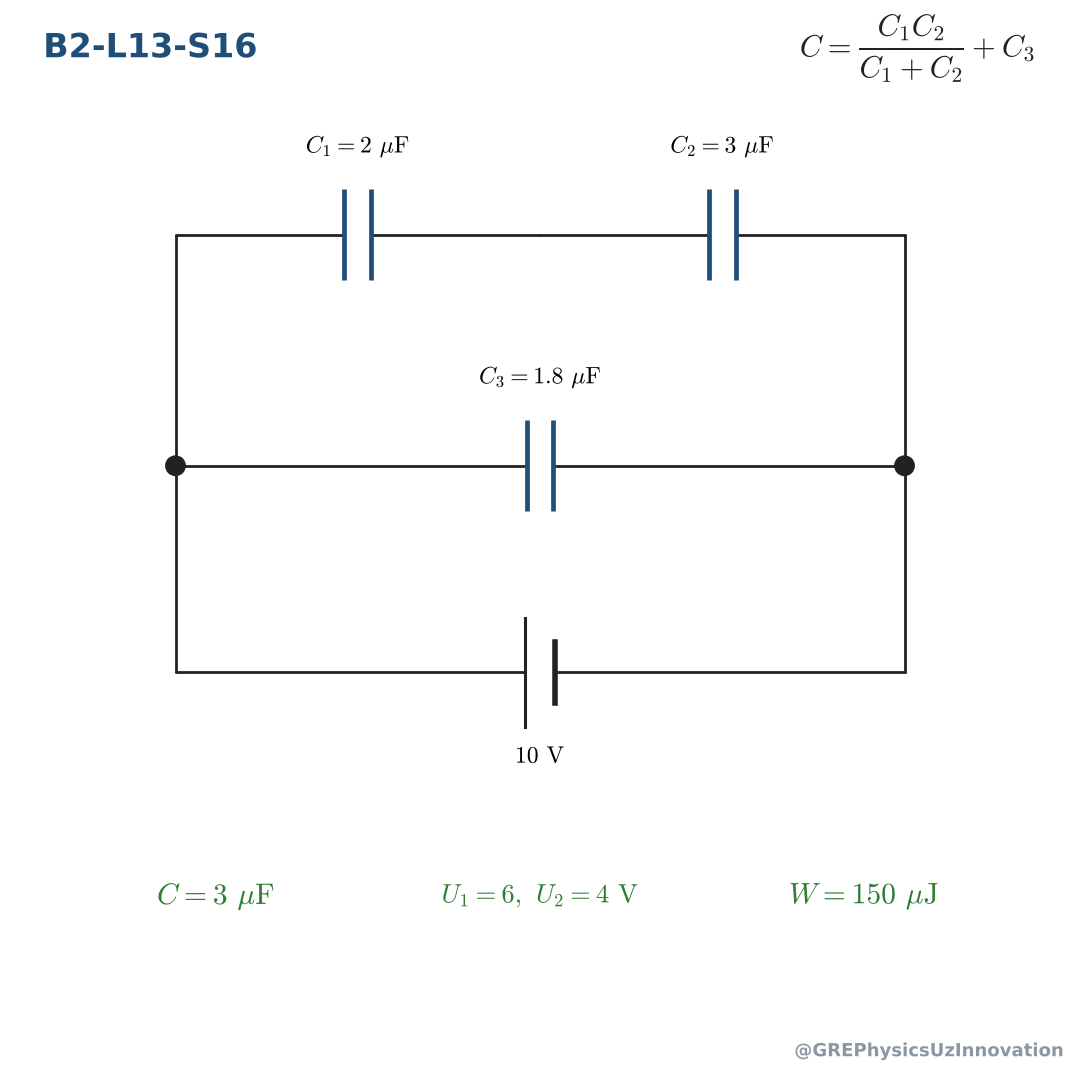 B2-L13-S16
C = C₁C₂ / (C₁ + C₂) + C₃
C₁ = 2 μF
C₂ = 3 μF
C₃ = 1.8 μF
10 V
C = 3 μF
U₁ = 6, U₂ = 4 V
W = 150 μJ
@GREPhysicsUzInnovation